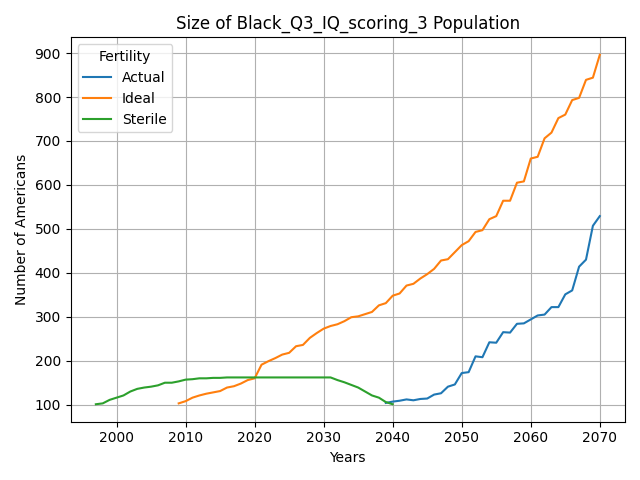 Size of Black_Q3_IQ_scoring_3 Population
Fertility
Actual
Ideal
Sterile
Number of Americans
900
800
700
600
500
400
300
200
100
2000 2010 2020 2030 2040 2050 2060 2070
Years